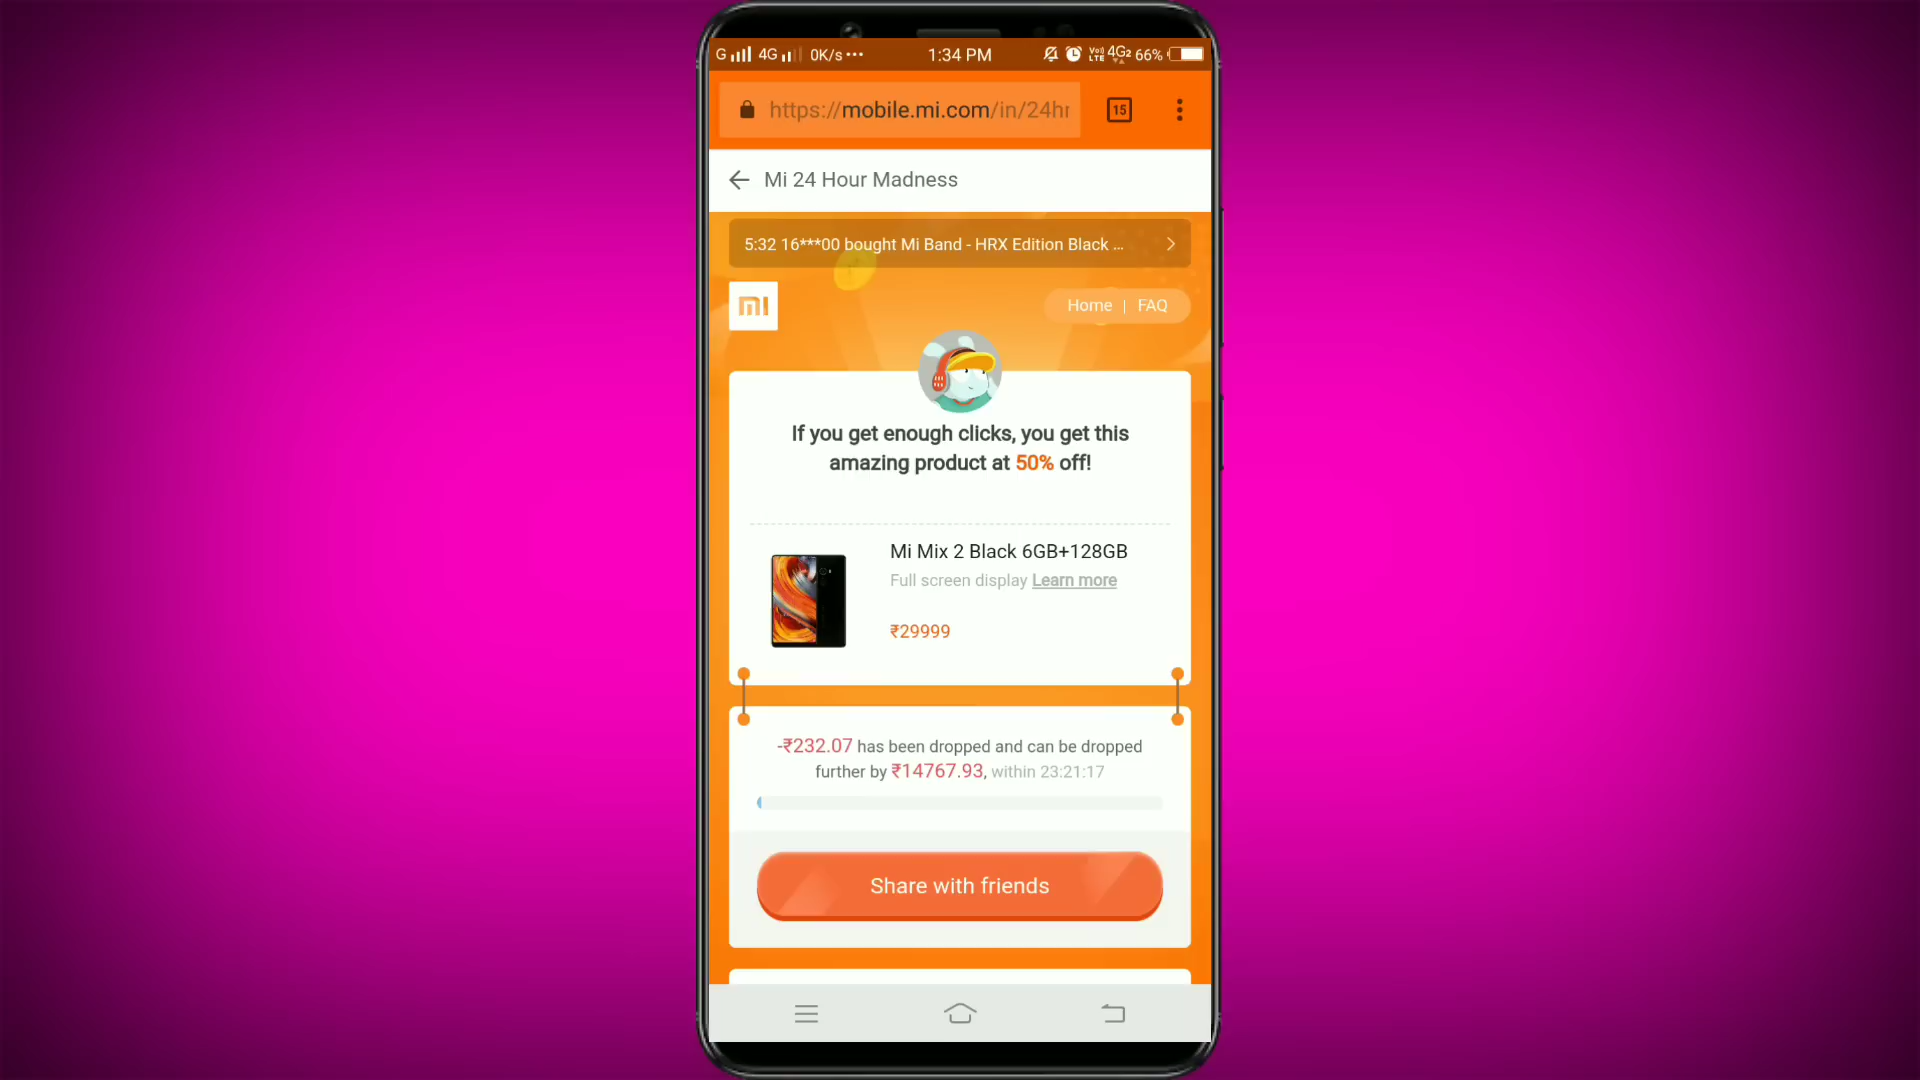 G 4G 0K/s ··· 1:34 PM VoLTE 4G2 66%
https://mobile.mi.com/in/24hr
15
Mi 24 Hour Madness
5:32 16***00 bought Mi Band - HRX Edition Black ...
mi
Home | FAQ
If you get enough clicks, you get this
amazing product at 50% off!
Mi Mix 2 Black 6GB+128GB
Full screen display Learn more
₹29999
-₹232.07 has been dropped and can be dropped
further by ₹14767.93, within 23:21:17
Share with friends